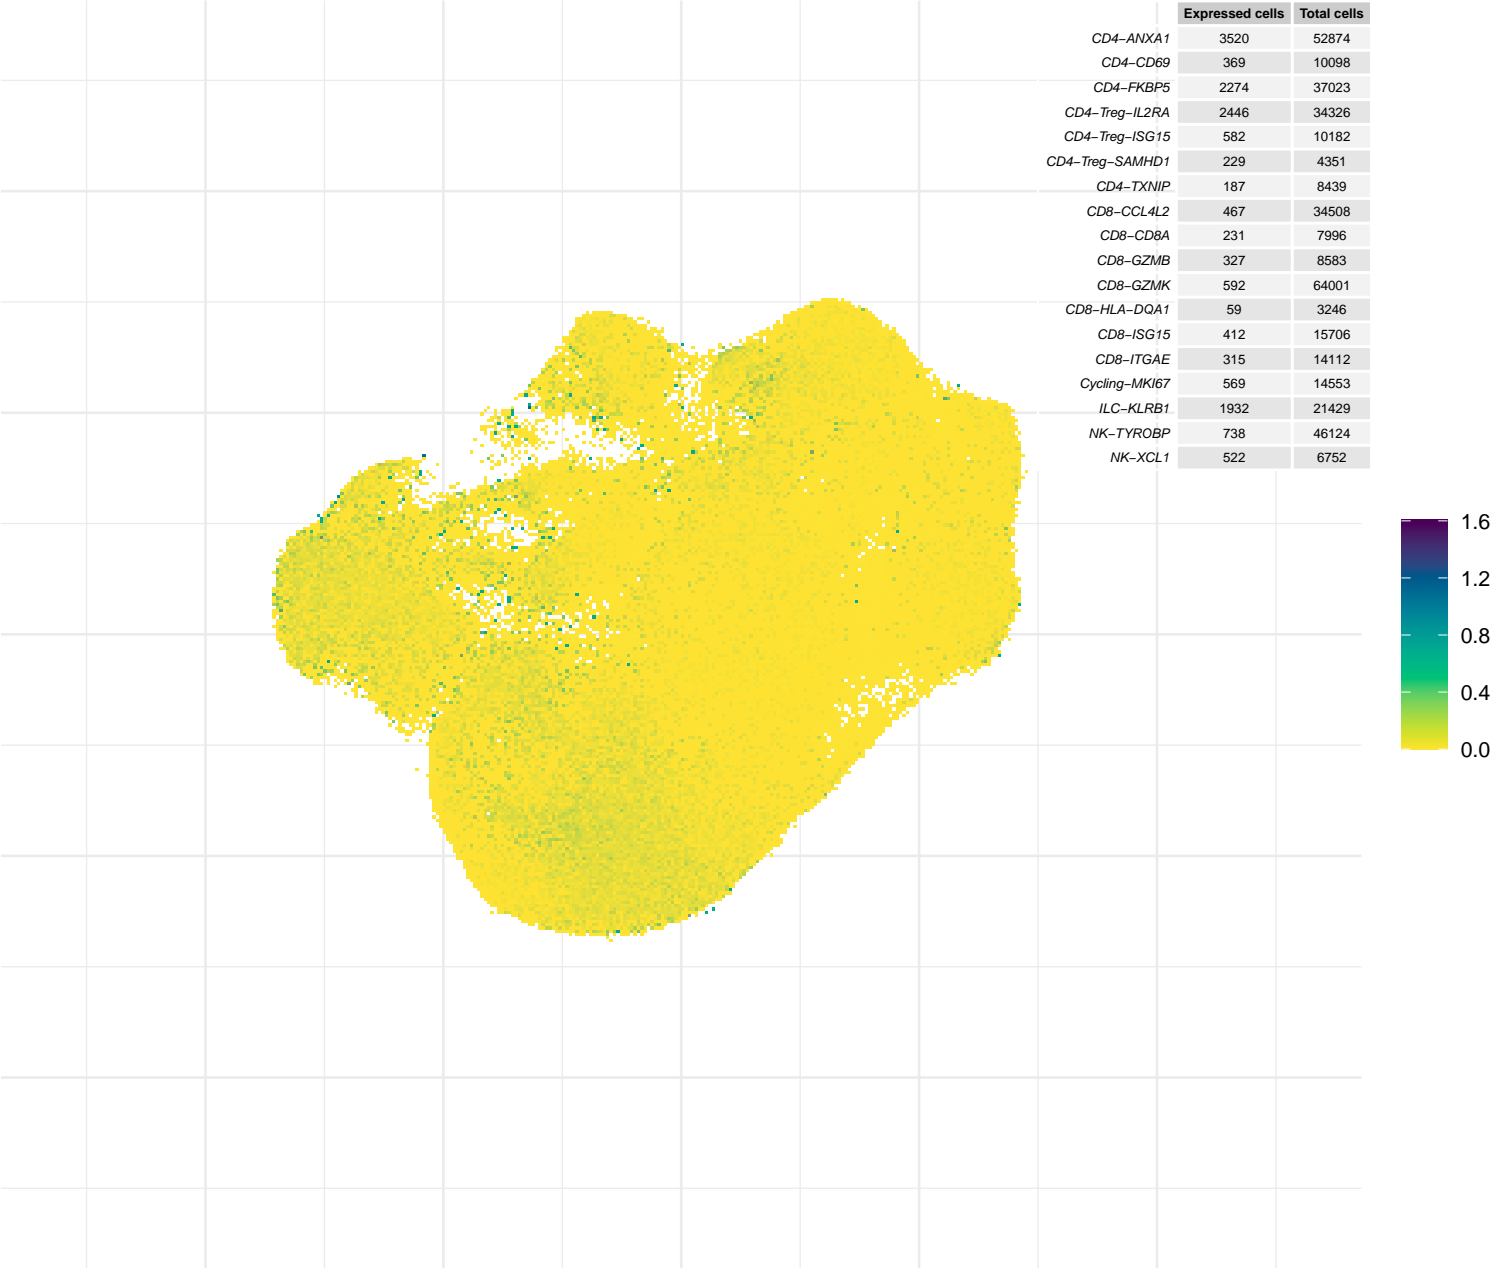 Expressed cells Total cells
CD4−ANXA1 3520 52874
CD4−CD69 369 10098
CD4−FKBP5 2274 37023
CD4−Treg−IL2RA 2446 34326
CD4−Treg−ISG15 582 10182
CD4−Treg−SAMHD1 229 4351
CD4−TXNIP 187 8439
CD8−CCL4L2 467 34508
CD8−CD8A 231 7996
CD8−GZMB 327 8583
CD8−GZMK 592 64001
CD8−HLA−DQA1 59 3246
CD8−ISG15 412 15706
CD8−ITGAE 315 14112
Cycling−MKI67 569 14553
ILC−KLRB1 1932 21429
NK−TYROBP 738 46124
NK−XCL1 522 6752
1.6
1.2
0.8
0.4
0.0